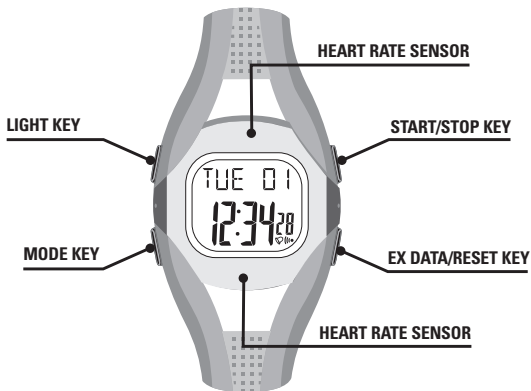 HEART RATE SENSOR
LIGHT KEY
START/STOP KEY
TUE 01
12:34 28
MODE KEY
EX DATA/RESET KEY
HEART RATE SENSOR